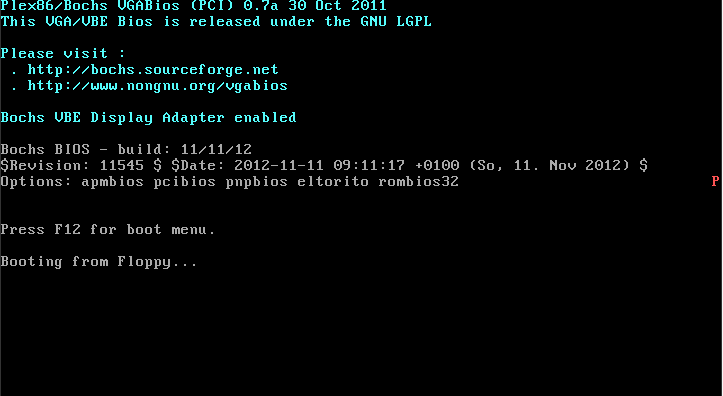 Plex86/Bochs VGABios (PCI) 0.7a 30 Oct 2011
This VGA/VBE Bios is released under the GNU LGPL
Please visit :
. http://bochs.sourceforge.net
. http://www.nongnu.org/vgabios
Bochs VBE Display Adapter enabled
Bochs BIOS - build: 11/11/12
$Revision: 11545 $ $Date: 2012-11-11 09:11:17 +0100 (So, 11. Nov 2012) $
Options: apmbios pcibios pnpbios eltorito rombios32 P
Press F12 for boot menu.
Booting from Floppy...